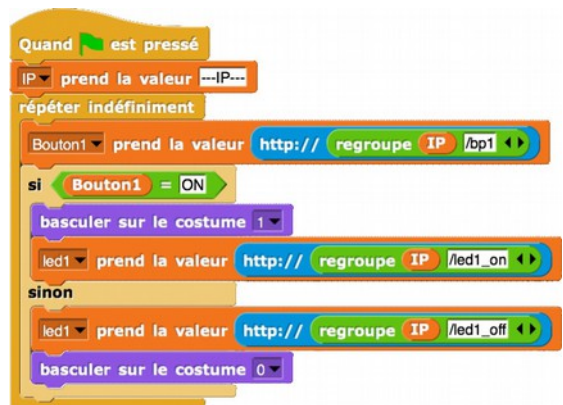 Quand est pressé
IP prend la valeur ---IP---
répéter indéfiniment
Bouton1 prend la valeur http:// regroupe IP /bp1
si Bouton1 = ON
basculer sur le costume 1
led1 prend la valeur http:// regroupe IP /led1_on
sinon
led1 prend la valeur http:// regroupe IP /led1_off
basculer sur le costume 0